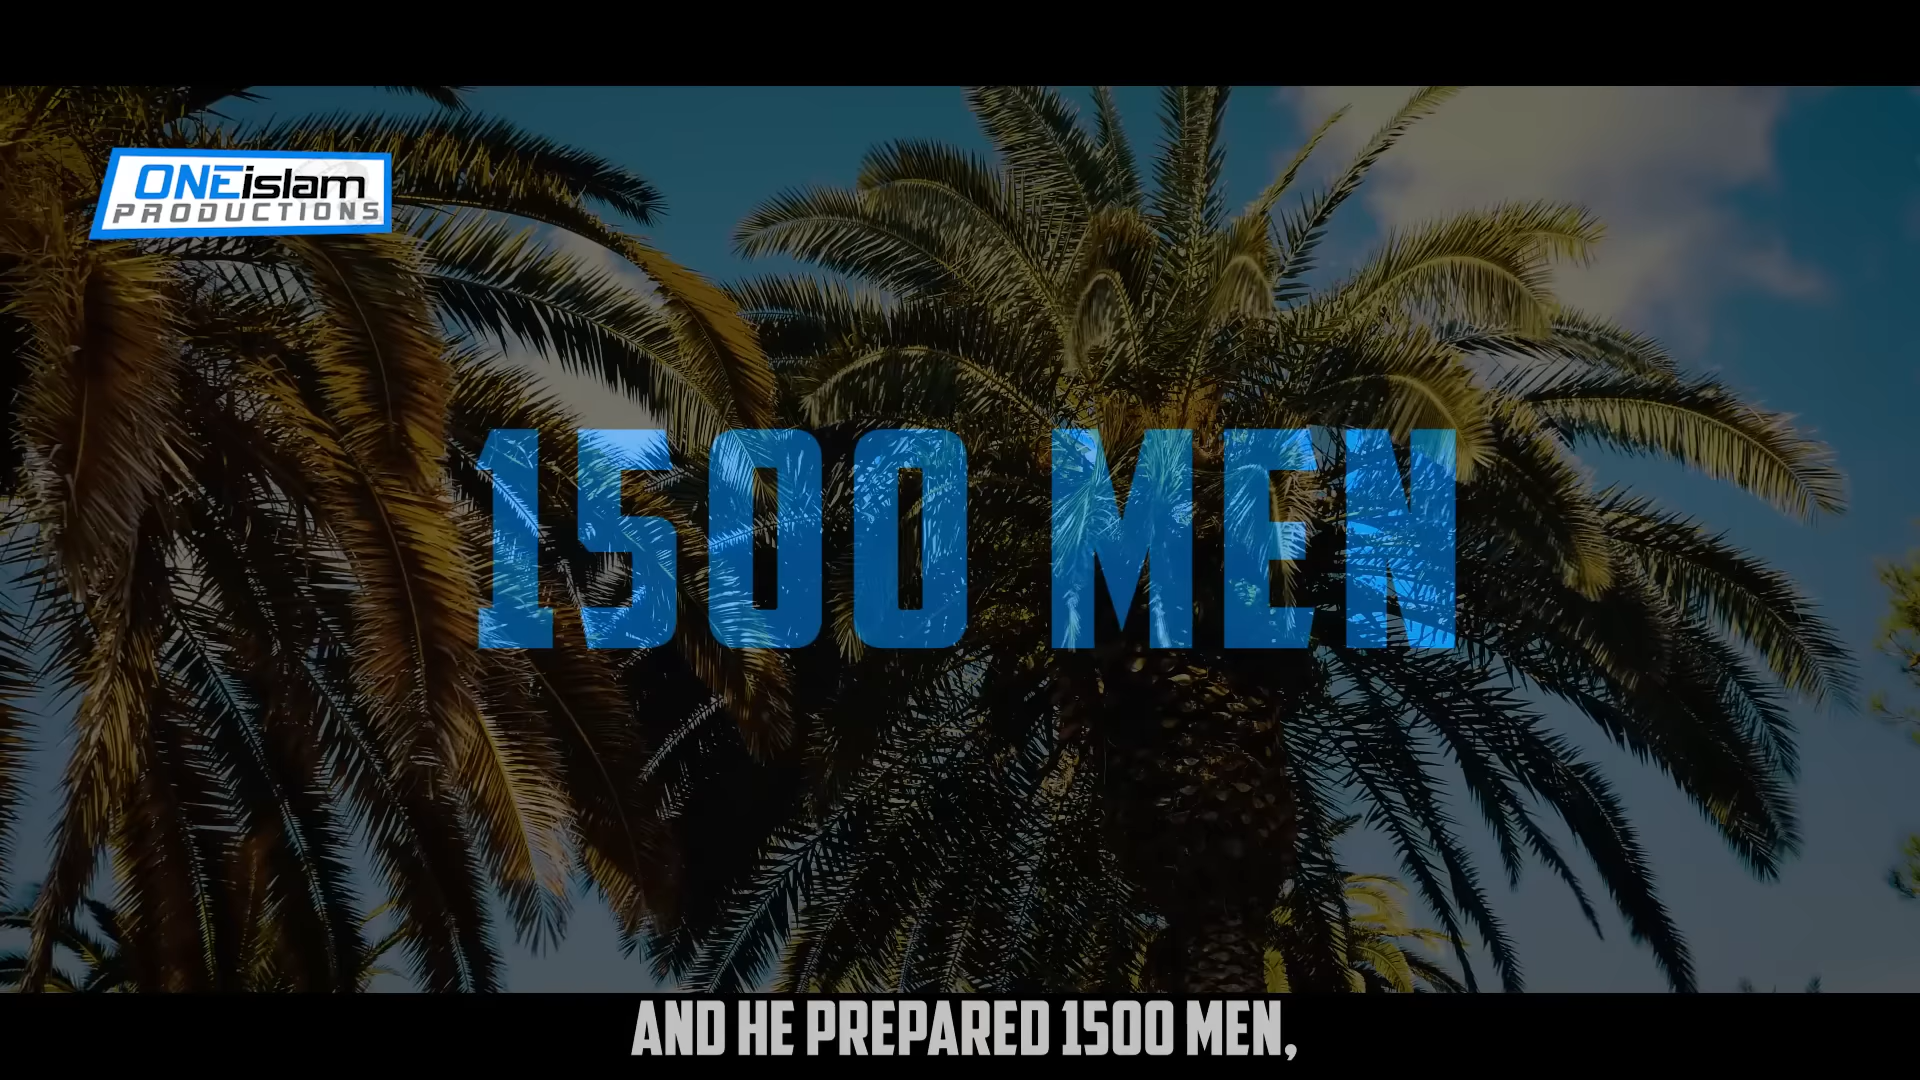 ONEislam
PRODUCTIONS
1500 MEN
AND HE PREPARED 1500 MEN,